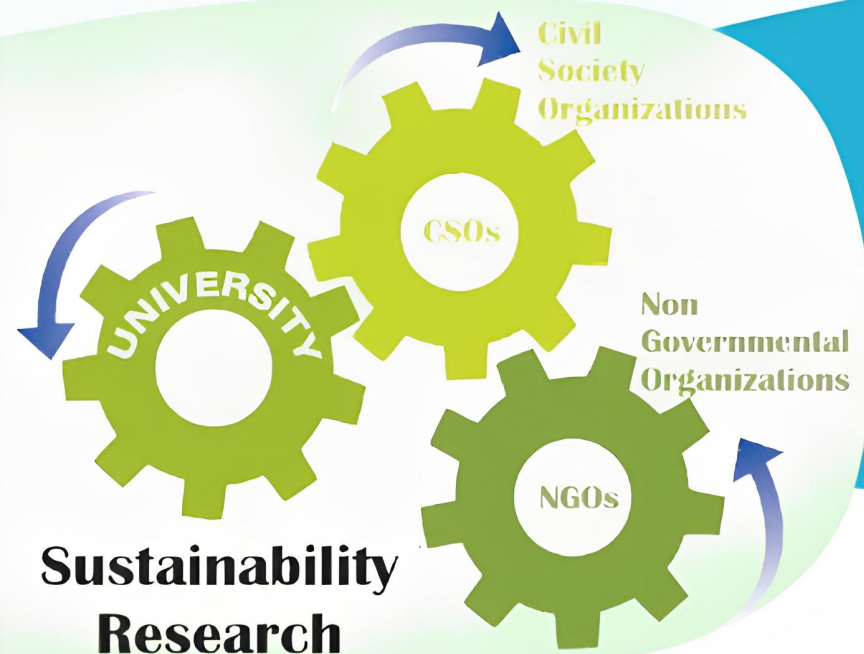 Civil
Society
Organizations
CSOs
UNIVERSITY
Non
Governmental
Organizations
NGOs
Sustainability
Research